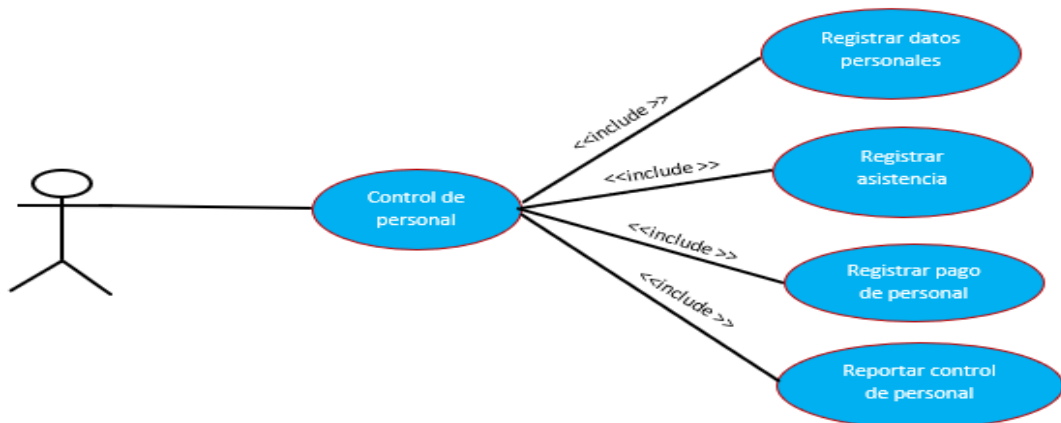 Registrar datos
personales
<<include >>
<<include >>
Registrar
asistencia
Control de
personal
<<include >>
Registrar pago
de personal
<<include >>
Reportar control
de personal